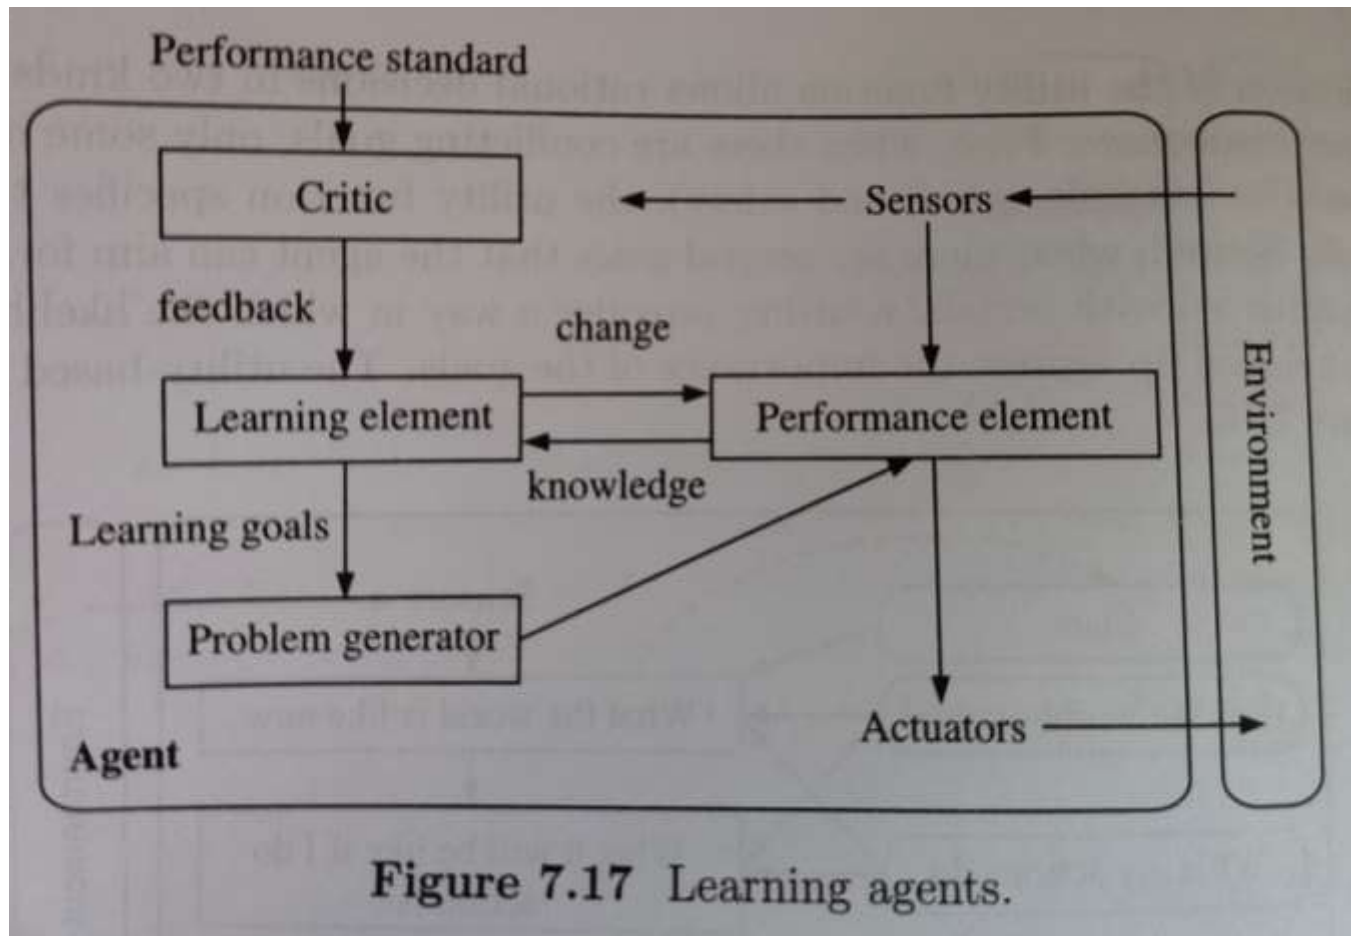 Performance standard
Critic
Sensors
feedback
change
Learning element
Performance element
knowledge
Learning goals
Problem generator
Actuators
Agent
Environment
Figure 7.17 Learning agents.